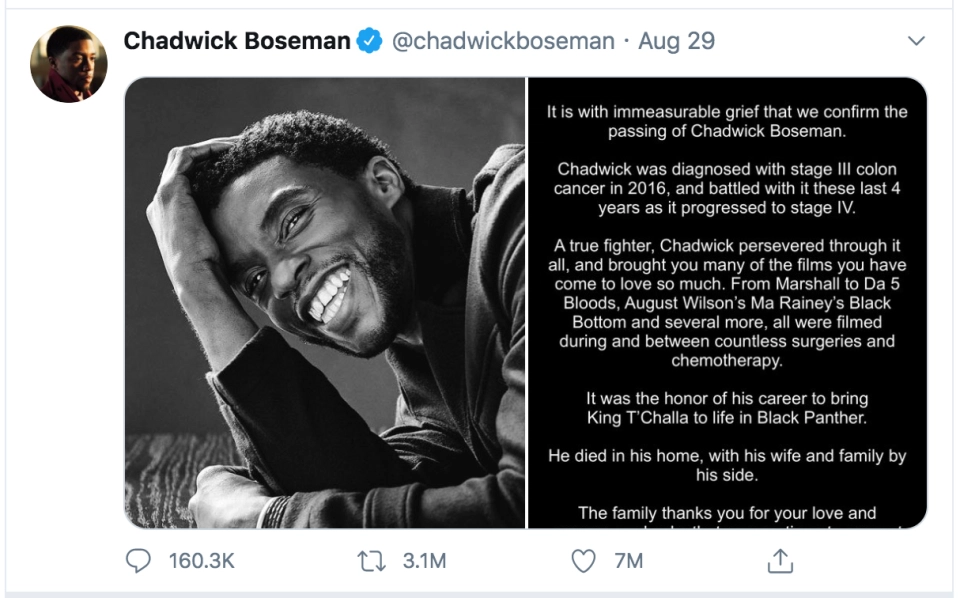 Chadwick Boseman @chadwickboseman · Aug 29
It is with immeasurable grief that we confirm the
passing of Chadwick Boseman.
Chadwick was diagnosed with stage III colon
cancer in 2016, and battled with it these last 4
years as it progressed to stage IV.
A true fighter, Chadwick persevered through it
all, and brought you many of the films you have
come to love so much. From Marshall to Da 5
Bloods, August Wilson's Ma Rainey's Black
Bottom and several more, all were filmed
during and between countless surgeries and
chemotherapy.
It was the honor of his career to bring
King T'Challa to life in Black Panther.
He died in his home, with his wife and family by
his side.
The family thanks you for your love and
160.3K 3.1M 7M